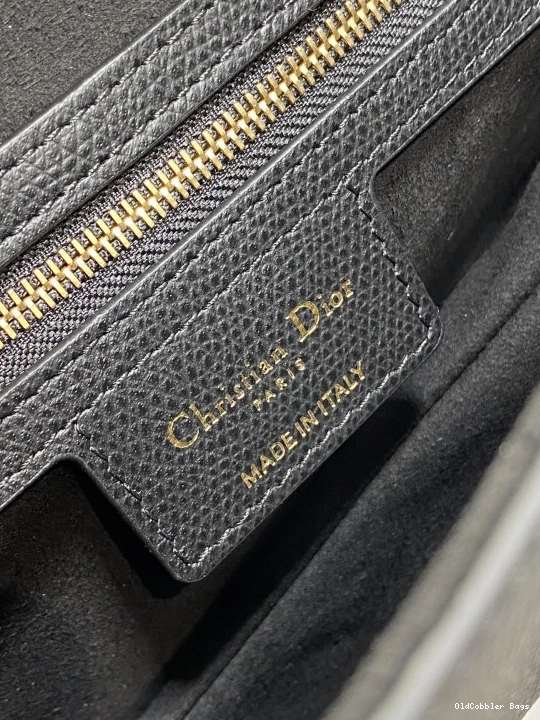 Christian Dior
PARIS
MADE IN ITALY
OldCobbler Bags